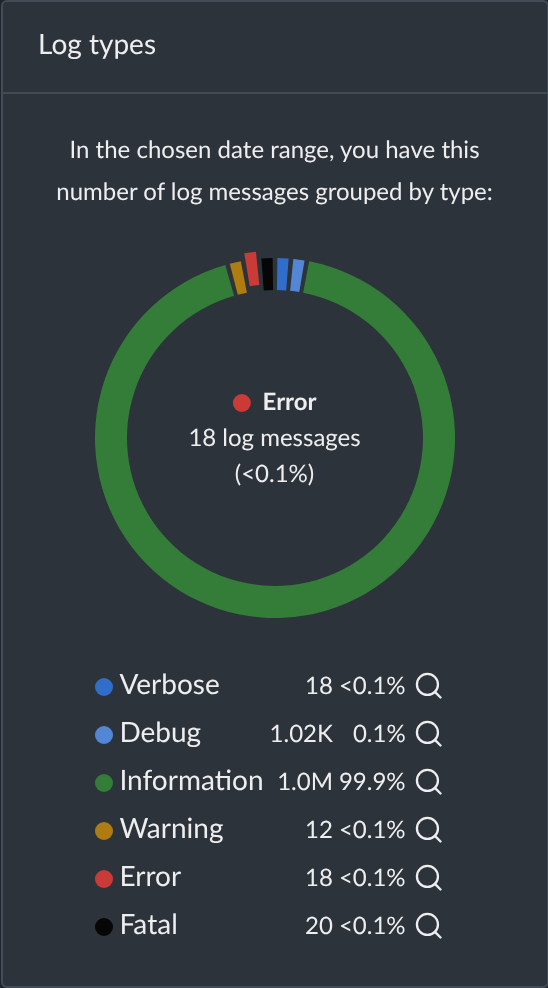 Log types
In the chosen date range, you have this
number of log messages grouped by type:
Error
18 log messages
(<0.1%)
Verbose 18 <0.1%
Debug 1.02K 0.1%
Information 1.0M 99.9%
Warning 12 <0.1%
Error 18 <0.1%
Fatal 20 <0.1%